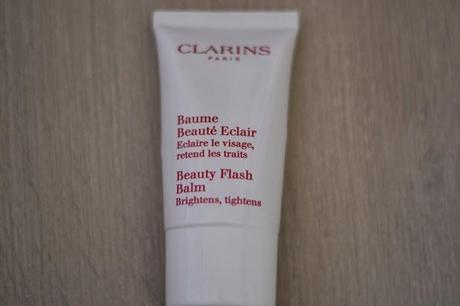 CLARINS
PARIS
Baume
Beauté Eclair
Eclaire le visage,
retend les traits
Beauty Flash
Balm
Brightens, tightens